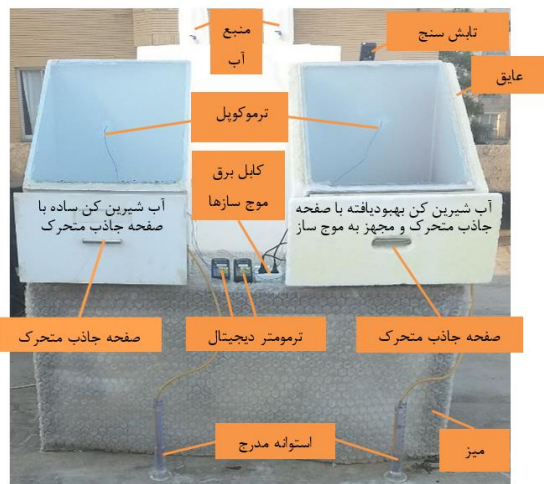 منبع
آب
تابش سنج
عایق
ترموکوپل
کابل برق
موج سازها
آب شیرین کن ساده با
صفحه جاذب متحرک
آب شیرین کن بهبودیافته با صفحه
جاذب متحرک و مجهز به موج ساز
صفحه جاذب متحرک
ترمومتر دیجیتال
صفحه جاذب متحرک
استوانه مدرج
میز